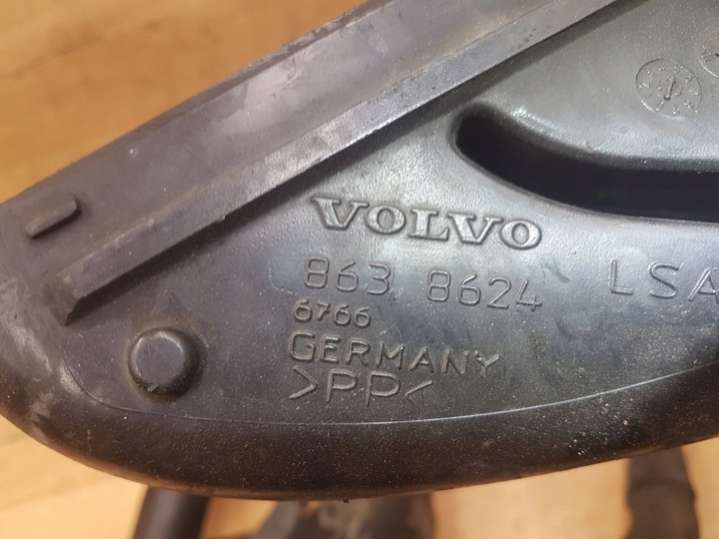 VOLVO
863 8624 LSA
6766
GERMANY
>PP<